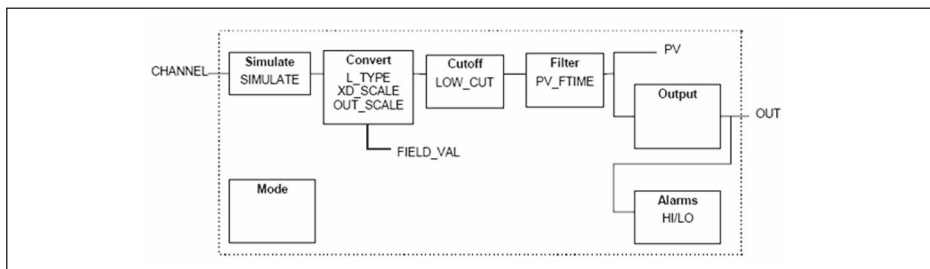 CHANNEL
Simulate
SIMULATE
Convert
L_TYPE
XD_SCALE
OUT_SCALE
Cutoff
LOW_CUT
Filter
PV_FTIME
PV
Output
OUT
FIELD_VAL
Mode
Alarms
HI/LO